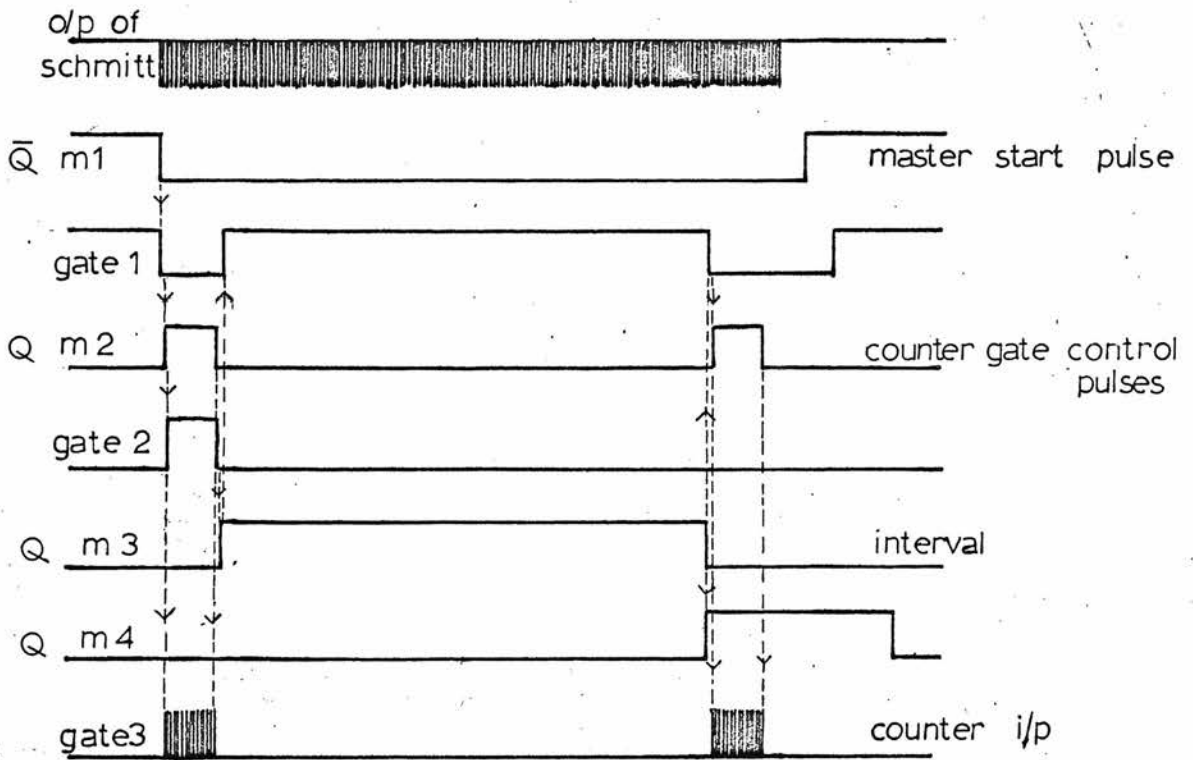 o/p of
schmitt
Q̄ m1 master start pulse
gate 1
Q m2 counter gate control
pulses
gate 2
Q m3 interval
Q m4
gate3 counter i/p